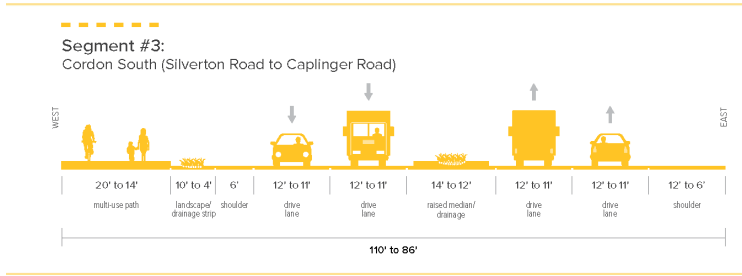 Segment #3:
Cordon South (Silverton Road to Caplinger Road)
WEST
EAST
20' to 14' 10' to 4' 6' 12' to 11' 12' to 11' 14' to 12' 12' to 11' 12' to 11' 12' to 6'
multi-use path landscape/ shoulder drive drive raised median/ drive drive shoulder
drainage strip lane lane drainage lane lane
110' to 86'